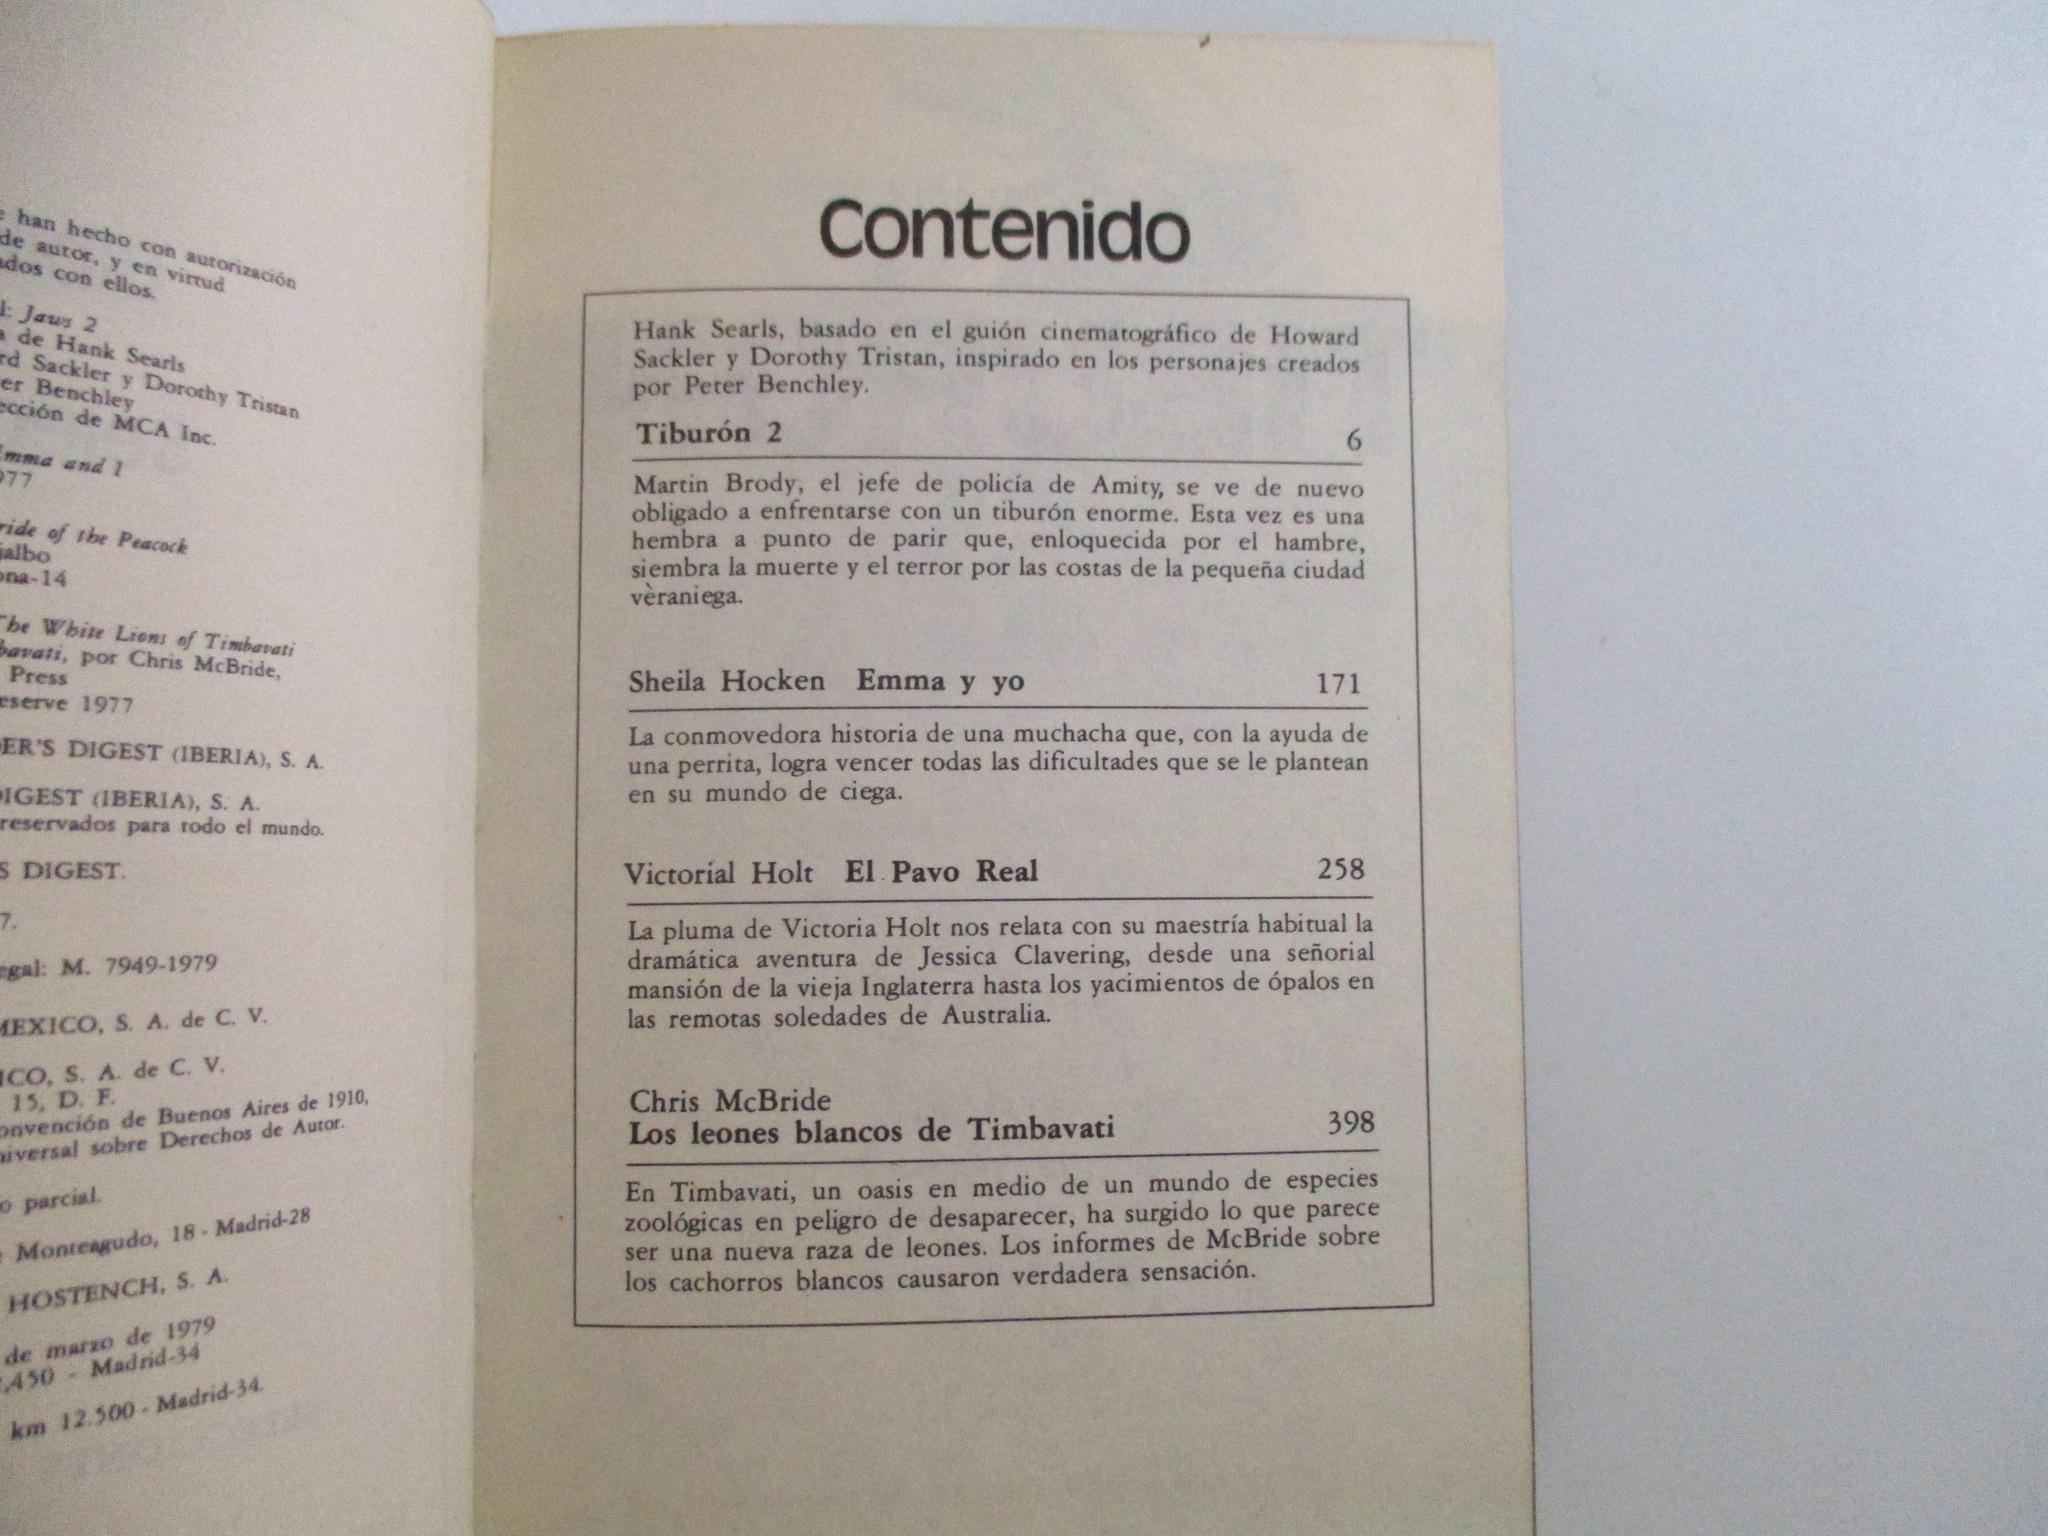 han hecho con autorización
de autor, y en virtud
con ellos.
Jaws 2
de Hank Searls
Sackler y Dorothy Tristan
Benchley
de MCA Inc.
Emma and I
977
of the Peacock
14
The White Lions of Timbavati
por Chris McBride,
Press
1977
DIGEST (IBERIA), S. A.
DIGEST (IBERIA), S. A.
reservados para todo el mundo.
DIGEST.
7.
M. 7949-1979
MEXICO, S. A. de C. V.
S. A. de C. V.
15, D. F.
Convención de Buenos Aires de 1910,
sobre Derechos de Autor.
o parcial.
Monteagudo, 18 - Madrid-28
HOSTENCH, S. A.
de marzo de 1979
.450 - Madrid-34
km 12.500 - Madrid-34.
Contenido
Hank Searls, basado en el guión cinematográfico de Howard
Sackler y Dorothy Tristan, inspirado en los personajes creados
por Peter Benchley.
Tiburón 2 6
Martin Brody, el jefe de policía de Amity, se ve de nuevo
obligado a enfrentarse con un tiburón enorme. Esta vez es una
hembra a punto de parir que, enloquecida por el hambre,
siembra la muerte y el terror por las costas de la pequeña ciudad
vèraniega.
Sheila Hocken Emma y yo 171
La conmovedora historia de una muchacha que, con la ayuda de
una perrita, logra vencer todas las dificultades que se le plantean
en su mundo de ciega.
Victoríal Holt El Pavo Real 258
La pluma de Victoria Holt nos relata con su maestría habitual la
dramática aventura de Jessica Clavering, desde una señorial
mansión de la vieja Inglaterra hasta los yacimientos de ópalos en
las remotas soledades de Australia.
Chris McBride
Los leones blancos de Timbavati 398
En Timbavati, un oasis en medio de un mundo de especies
zoológicas en peligro de desaparecer, ha surgido lo que parece
ser una nueva raza de leones. Los informes de McBride sobre
los cachorros blancos causaron verdadera sensación.